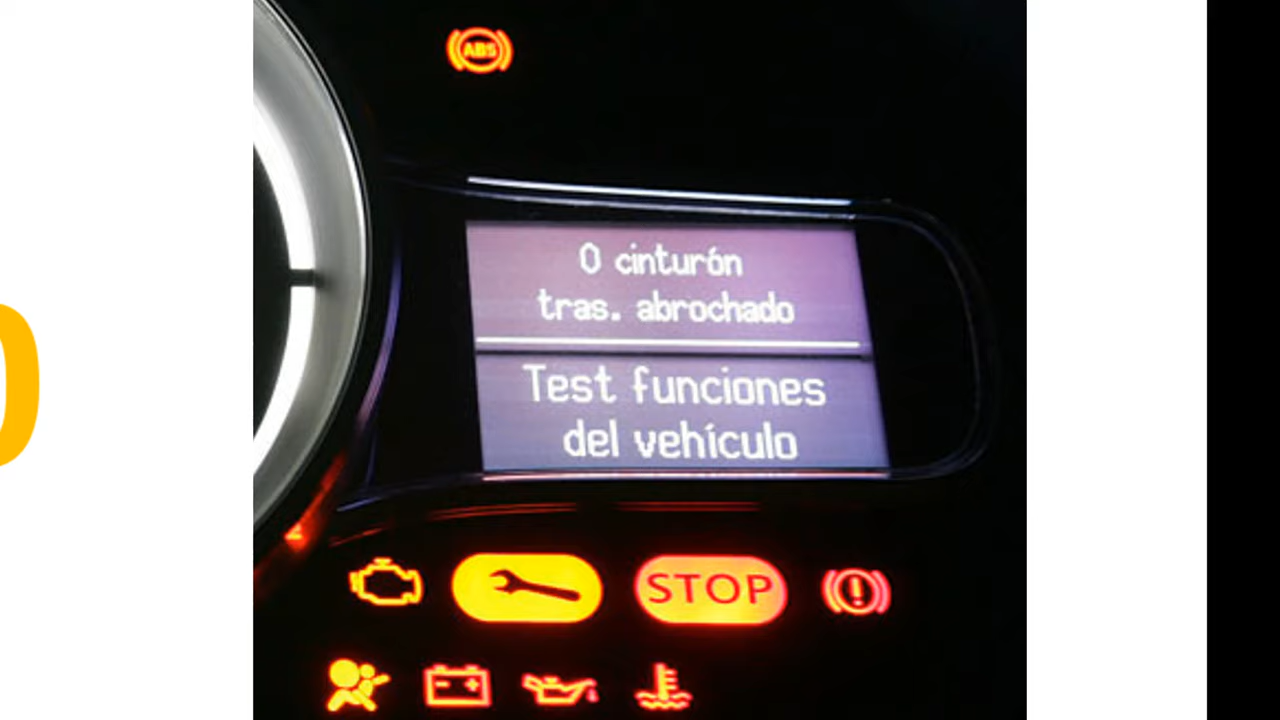 ABS
0 cinturón
tras. abrochado
Test funciones
del vehículo
STOP